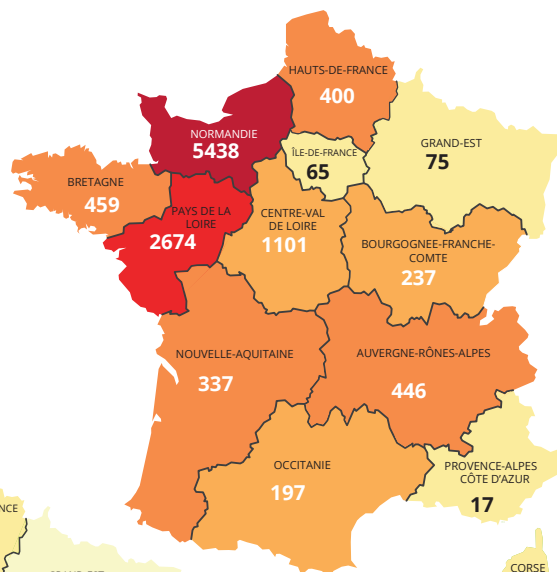 HAUTS-DE-FRANCE
400
NORMANDIE
5438
ÎLE-DE-FRANCE
65
GRAND-EST
75
BRETAGNE
459
PAYS DE LA
LOIRE
2674
CENTRE-VAL
DE LOIRE
1101
BOURGOGNEE-FRANCHE-
COMTE
237
NOUVELLE-AQUITAINE
337
AUVERGNE-RÔNES-ALPES
446
OCCITANIE
197
PROVENCE-ALPES
CÔTE D'AZUR
17
NCE
CORSE